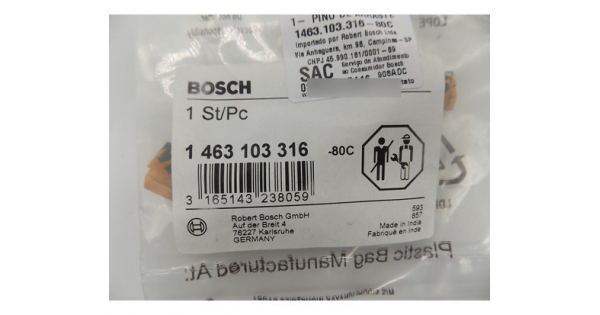 1- PINO DE ARRASTE
1463.103.316-80C
Importado por Robert Bosch Ltda
Via Anhaguera, km 98, Campinas - SP
CNPJ 45.990.181/0001-89
SAC
Serviço de Atendimento
ao Consumidor Bosch
BOSCH
1 St/Pc
1 463 103 316
-80C
3 165143 238059
Robert Bosch GmbH
Auf der Breit 4
76227 Karlsruhe
GERMANY
593
857
Made in India
Fabriqué en Inde
Plastic Bag Manufactured At: